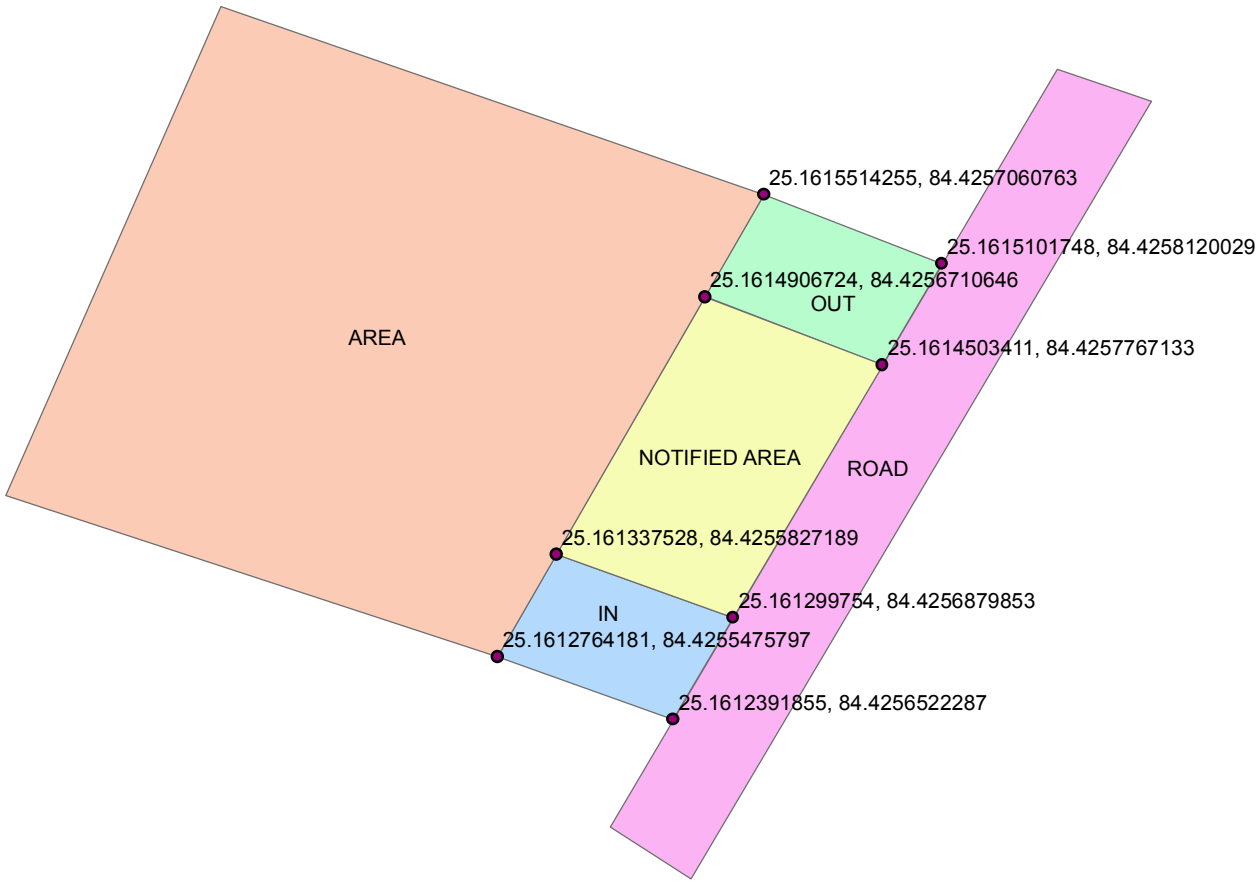 25.1615514255, 84.4257060763
25.1615101748, 84.4258120029
25.1614906724, 84.4256710646
OUT
AREA
25.1614503411, 84.4257767133
NOTIFIED AREA
ROAD
25.161337528, 84.4255827189
25.161299754, 84.4256879853
IN
25.1612764181, 84.4255475797
25.1612391855, 84.4256522287